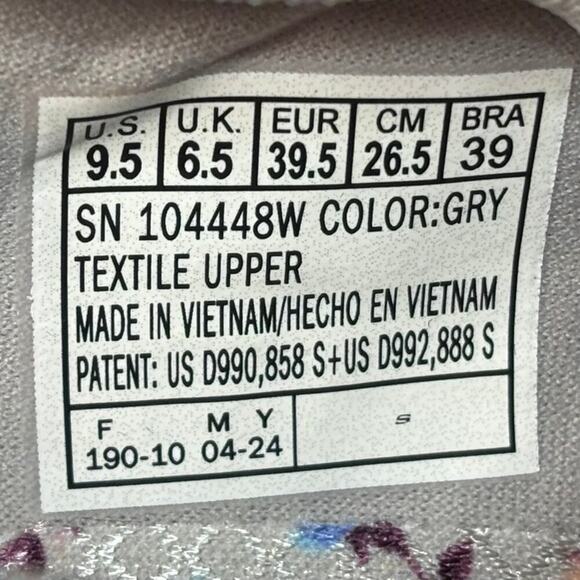 U.S. U.K. EUR CM BRA
9.5 6.5 39.5 26.5 39
SN 104448W COLOR:GRY
TEXTILE UPPER
MADE IN VIETNAM/HECHO EN VIETNAM
PATENT: US D990,858 S+US D992,888 S
F M Y
190-10 04-24
S